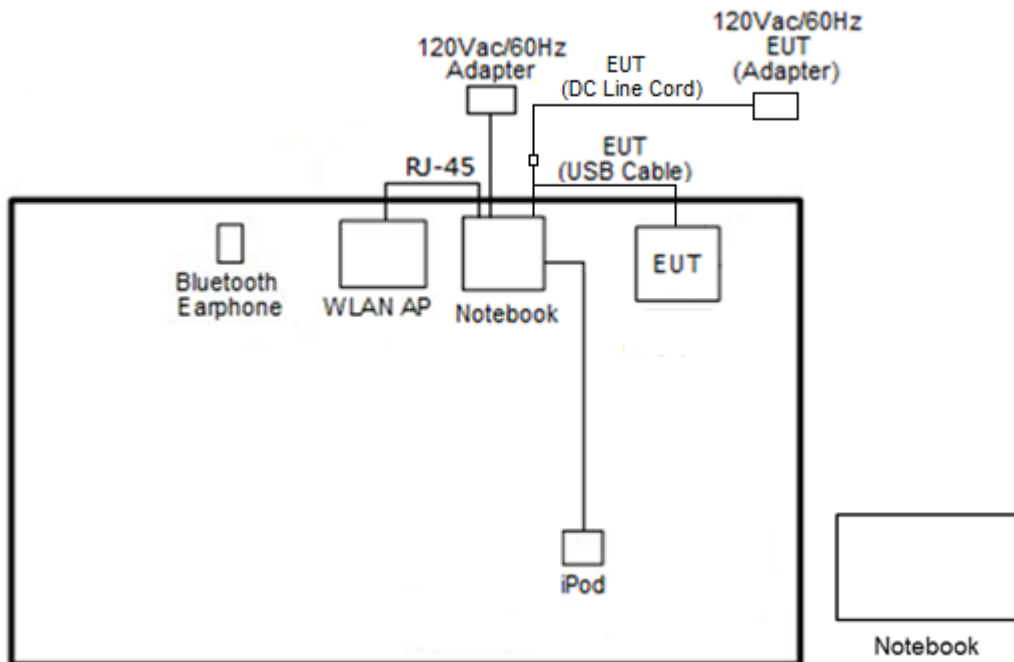 120Vac/60Hz
Adapter
EUT
(DC Line Cord)
120Vac/60Hz
EUT
(Adapter)
RJ-45
EUT
(USB Cable)
Bluetooth
Earphone
WLAN AP
Notebook
EUT
iPod
Notebook